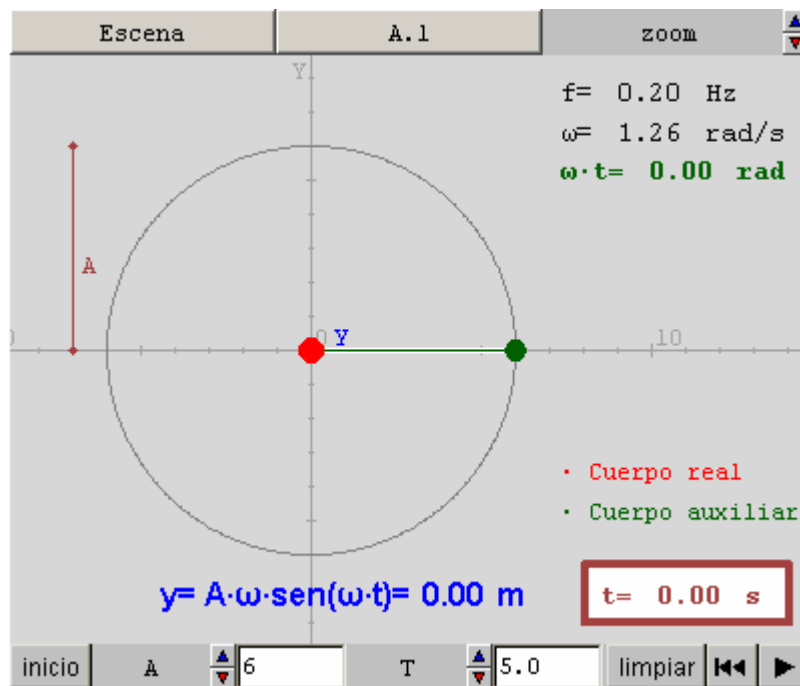 Escena A.1 zoom
Y
f= 0.20 Hz
ω= 1.26 rad/s
ω·t= 0.00 rad
A
0 Y 10
· Cuerpo real
· Cuerpo auxiliar
y= A·ω·sen(ω·t)= 0.00 m
t= 0.00 s
inicio A 6 T 5.0 limpiar